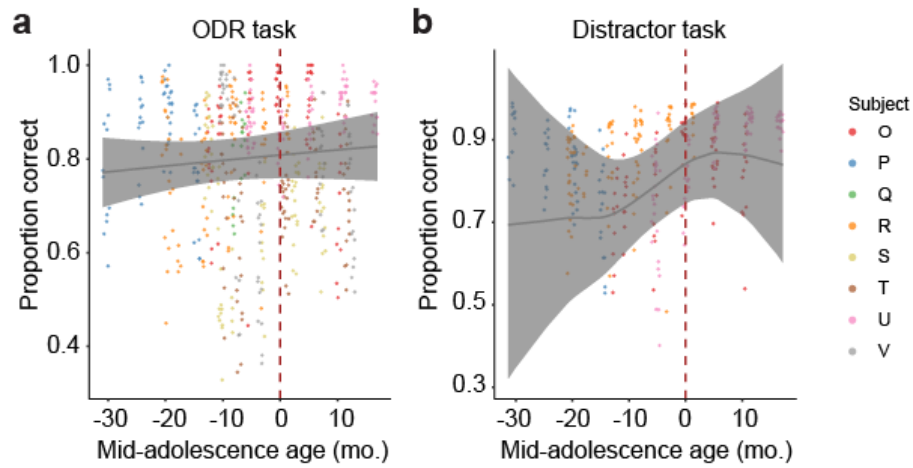 a
ODR task
Proportion correct
1.0
0.8
0.6
0.4
-30 -20 -10 0 10
Mid-adolescence age (mo.)
b
Distractor task
Proportion correct
0.9
0.7
0.5
0.3
-30 -20 -10 0 10
Mid-adolescence age (mo.)
Subject
O
P
Q
R
S
T
U
V